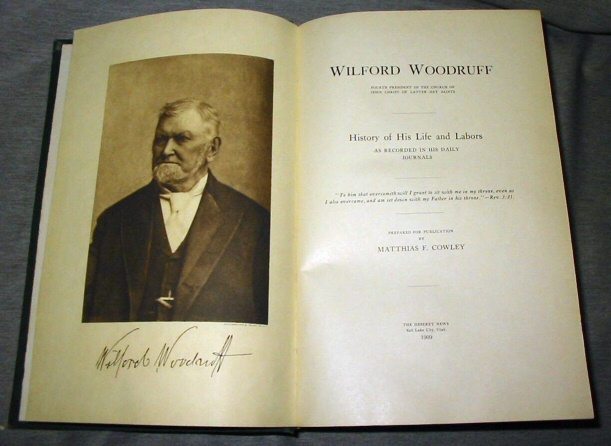 Wilford Woodruff
WILFORD WOODRUFF
FOURTH PRESIDENT OF THE CHURCH OF
JESUS CHRIST OF LATTER DAY SAINTS
History of His Life and Labors
AS RECORDED IN HIS DAILY
JOURNALS
"To him that overcometh will I grant to sit with me in my throne, even as
I also overcame, and am set down with my Father in his throne."—Rev. 3:21.
PREPARED FOR PUBLICATION
BY
MATTHIAS F. COWLEY
THE DESERET NEWS
Salt Lake City, Utah.
1909